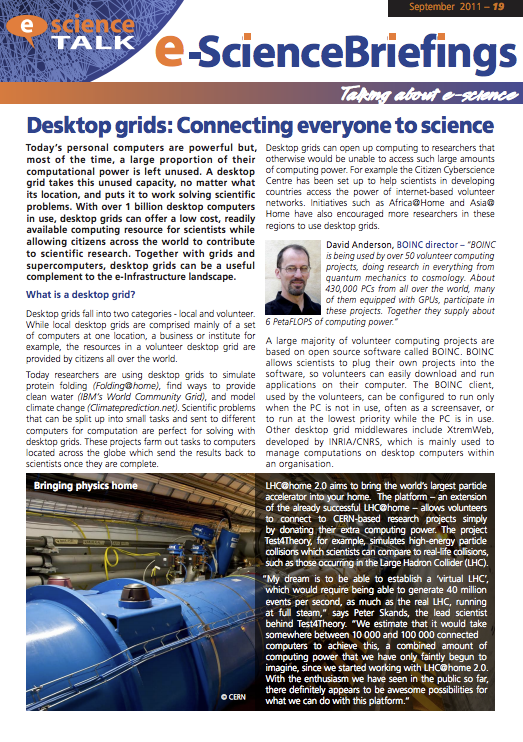 September 2011 – 19
e science
TALK
e-ScienceBriefings
Talking about e-science
Desktop grids: Connecting everyone to science
Today's personal computers are powerful but,
most of the time, a large proportion of their
computational power is left unused. A desktop
grid takes this unused capacity, no matter what
its location, and puts it to work solving scientific
problems. With over 1 billion desktop computers
in use, desktop grids can offer a low cost, readily
available computing resource for scientists while
allowing citizens across the world to contribute
to scientific research. Together with grids and
supercomputers, desktop grids can be a useful
complement to the e-Infrastructure landscape.
What is a desktop grid?
Desktop grids fall into two categories - local and volunteer.
While local desktop grids are comprised mainly of a set
of computers at one location, a business or institute for
example, the resources in a volunteer desktop grid are
provided by citizens all over the world.
Today researchers are using desktop grids to simulate
protein folding (Folding@home), find ways to provide
clean water (IBM's World Community Grid), and model
climate change (Climateprediction.net). Scientific problems
that can be split up into small tasks and sent to different
computers for computation are perfect for solving with
desktop grids. These projects farm out tasks to computers
located across the globe which send the results back to
scientists once they are complete.
Desktop grids can open up computing to researchers that
otherwise would be unable to access such large amounts
of computing power. For example the Citizen Cyberscience
Centre has been set up to help scientists in developing
countries access the power of internet-based volunteer
networks. Initiatives such as Africa@Home and Asia@
Home have also encouraged more researchers in these
regions to use desktop grids.
David Anderson, BOINC director – "BOINC
is being used by over 50 volunteer computing
projects, doing research in everything from
quantum mechanics to cosmology. About
430,000 PCs from all over the world, many
of them equipped with GPUs, participate in
these projects. Together they supply about
6 PetaFLOPS of computing power."
A large majority of volunteer computing projects are
based on open source software called BOINC. BOINC
allows scientists to plug their own projects into the
software, so volunteers can easily download and run
applications on their computer. The BOINC client,
used by the volunteers, can be configured to run only
when the PC is not in use, often as a screensaver, or
to run at the lowest priority while the PC is in use.
Other desktop grid middlewares include XtremWeb,
developed by INRIA/CNRS, which is mainly used to
manage computations on desktop computers within
an organisation.
Bringing physics home
LHC@home 2.0 aims to bring the world's largest particle
accelerator into your home. The platform – an extension
of the already successful LHC@home – allows volunteers
to connect to CERN-based research projects simply
by donating their extra computing power. The project
Test4Theory, for example, simulates high-energy particle
collisions which scientists can compare to real-life collisions,
such as those occurring in the Large Hadron Collider (LHC).
"My dream is to be able to establish a 'virtual LHC',
which would require being able to generate 40 million
events per second, as much as the real LHC, running
at full steam," says Peter Skands, the lead scientist
behind Test4Theory. "We estimate that it would take
somewhere between 10 000 and 100 000 connected
computers to achieve this, a combined amount of
computing power that we have only faintly begun to
imagine, since we started working with LHC@home 2.0.
With the enthusiasm we have seen in the public so far,
there definitely appears to be awesome possibilities for
what we can do with this platform."
© CERN